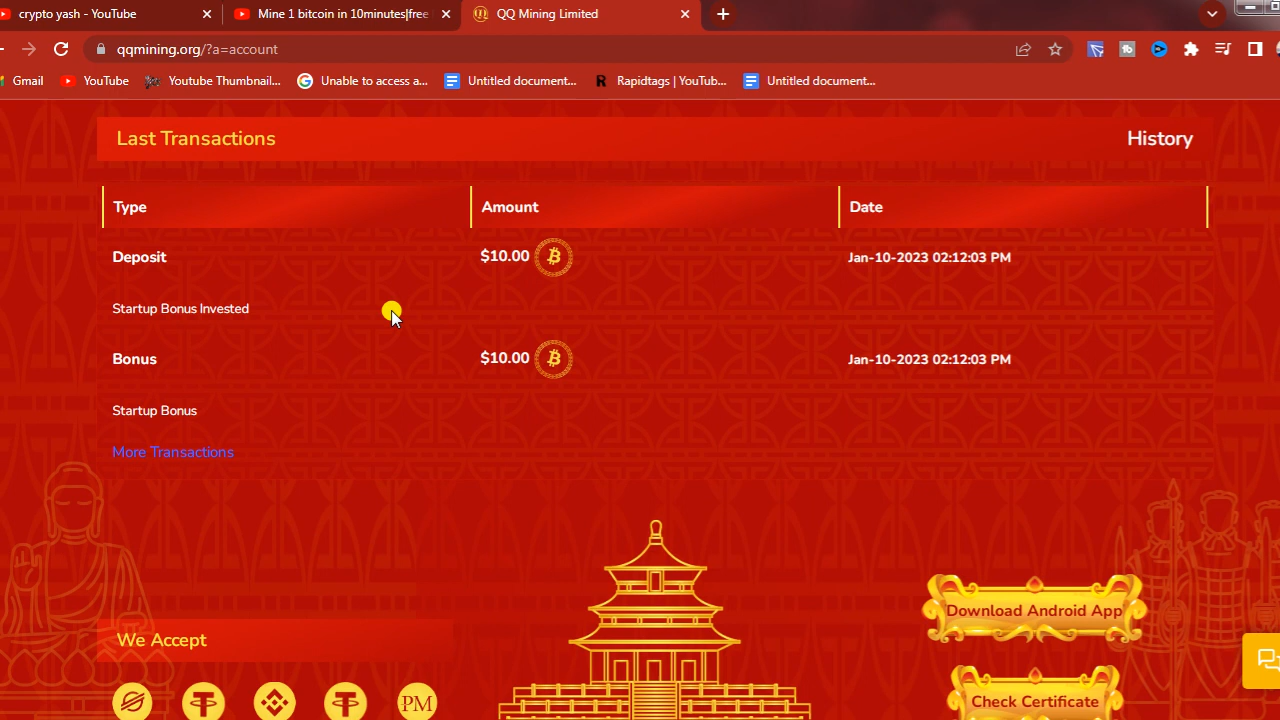 crypto yash - YouTube
Mine 1 bitcoin in 10minutes|free
QQ Mining Limited
qqmining.org/?a=account
Gmail
YouTube
Youtube Thumbnail...
Unable to access a...
Untitled document...
R
Rapidtags | YouTub...
Untitled document...
Last Transactions
History
Type
Amount
Date
Deposit
$10.00
Jan-10-2023 02:12:03 PM
Startup Bonus Invested
Bonus
$10.00
Jan-10-2023 02:12:03 PM
Startup Bonus
More Transactions
Download Android App
We Accept
PM
Check Certificate